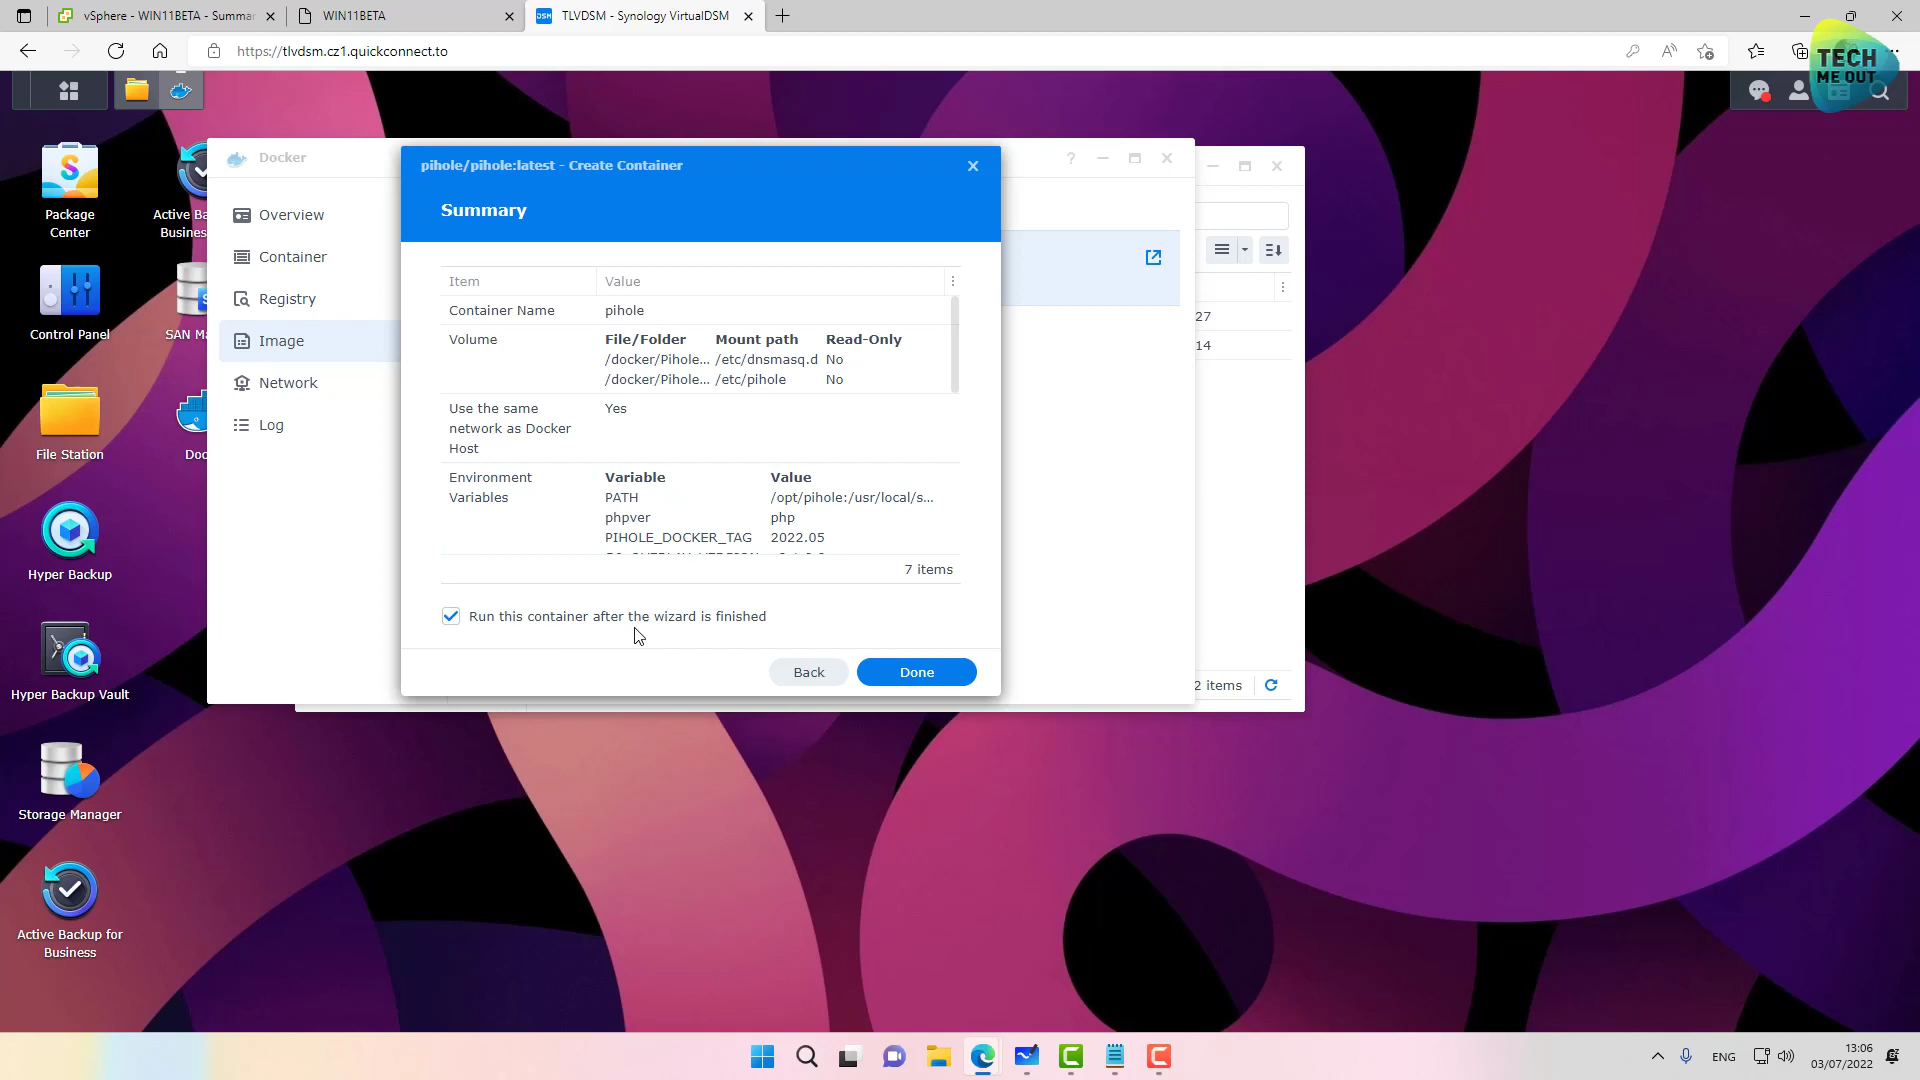 vSphere - WIN11BETA - Summar
WIN11BETA
TLVDSM - Synology VirtualDSM
https://tlvdsm.cz1.quickconnect.to
TECH
ME OUT
Package
Center
Active Ba
Business
Control Panel
SAN Ma
File Station
Doc
Hyper Backup
Hyper Backup Vault
Storage Manager
Active Backup for
Business
Docker
Overview
Container
Registry
Image
Network
Log
pihole/pihole:latest - Create Container
Summary
Item Value
Container Name pihole
Volume File/Folder Mount path Read-Only
/docker/Pihole... /etc/dnsmasq.d No
/docker/Pihole... /etc/pihole No
Use the same Yes
network as Docker
Host
Environment Variable Value
Variables PATH /opt/pihole:/usr/local/s...
phpver php
PIHOLE_DOCKER_TAG 2022.05
7 items
Run this container after the wizard is finished
Back Done
27
14
2 items
ENG
13:06
03/07/2022